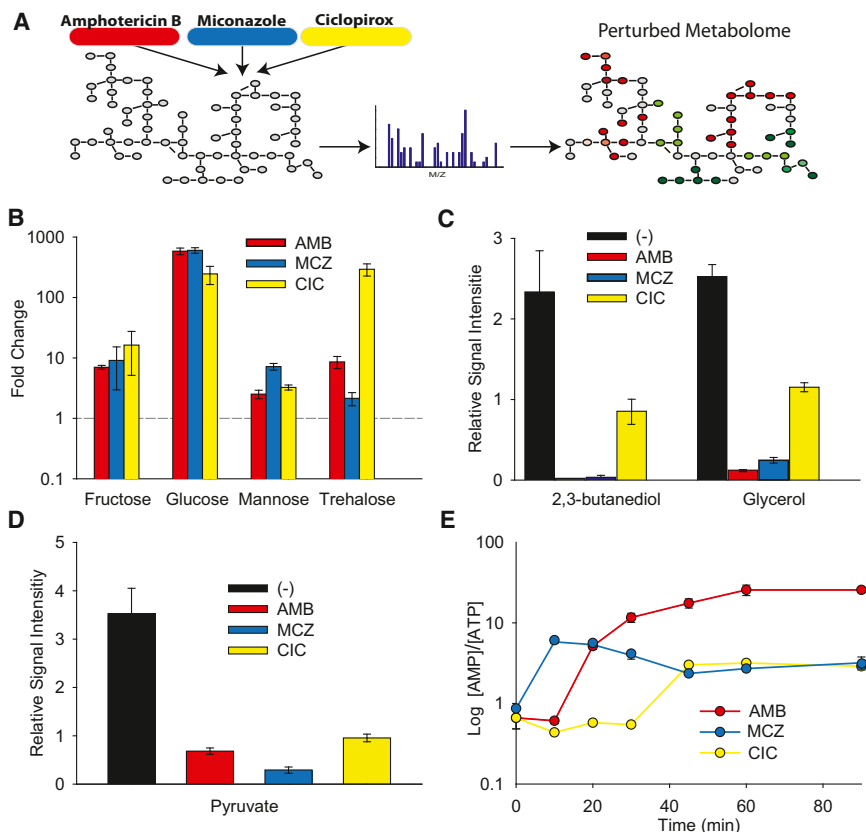 A
Amphotericin B Miconazole Ciclopirox
Perturbed Metabolome
M/Z
B
1000
100
10
1
0.1
Fold Change
AMB
MCZ
CIC
Fructose Glucose Mannose Trehalose
C
3
2
1
0
Relative Signal Intensitie
(-)
AMB
MCZ
CIC
2,3-butanediol Glycerol
D
5
4
3
2
1
0
Relative Signal Intensitiy
(-)
AMB
MCZ
CIC
Pyruvate
E
100
10
1
0.1
Log [AMP]/[ATP]
AMB
MCZ
CIC
0 20 40 60 80
Time (min)